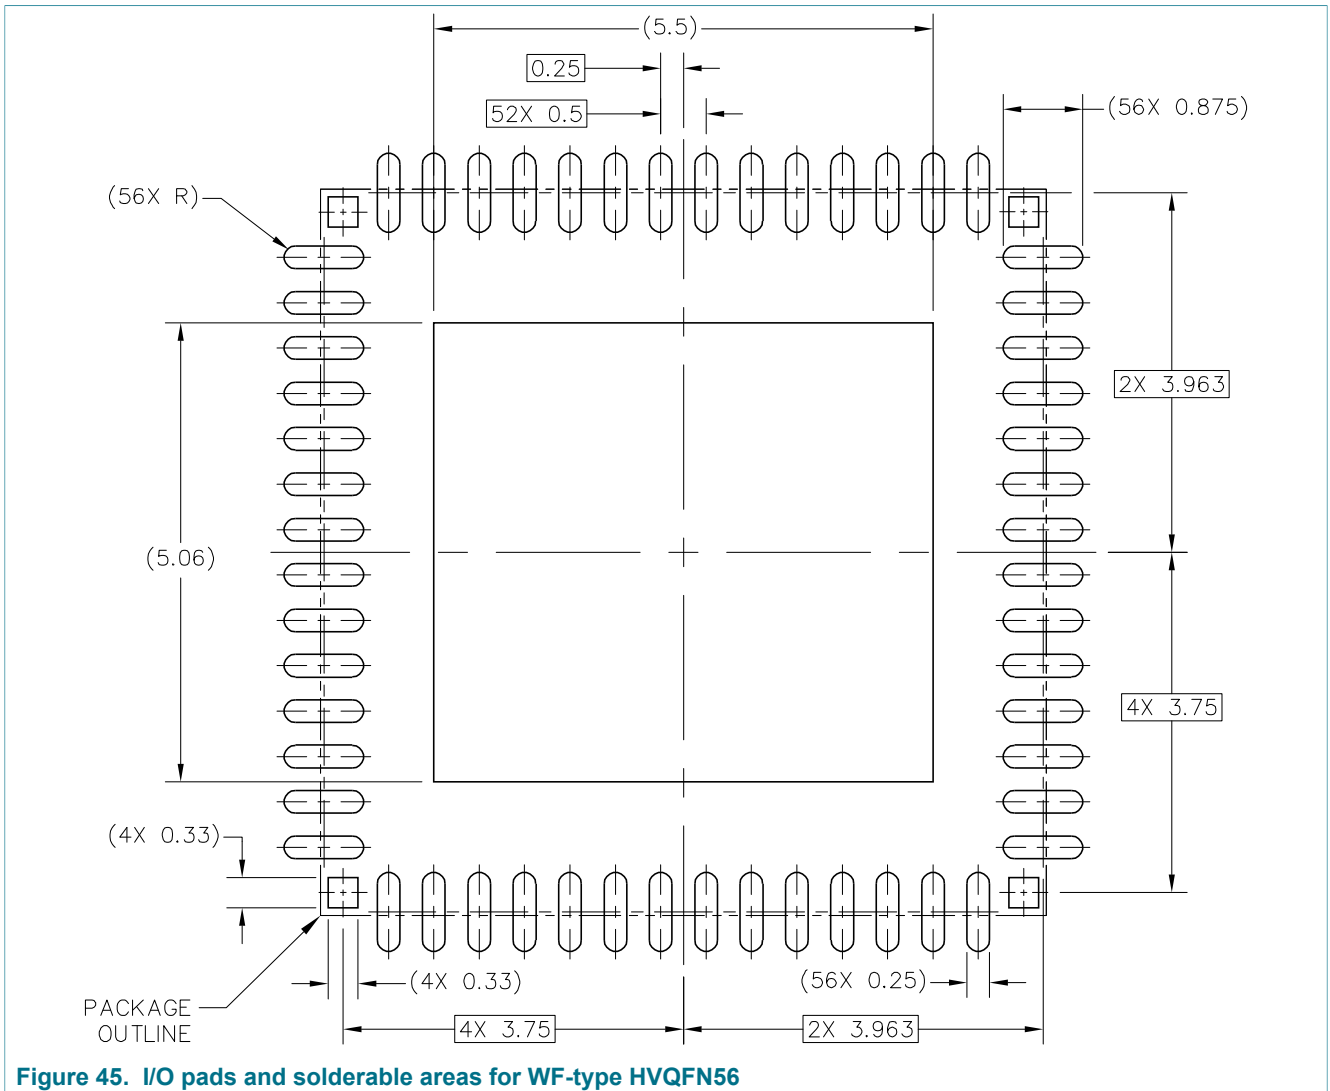 (5.5)
0.25
52X 0.5
(56X 0.875)
(56X R)
2X 3.963
(5.06)
4X 3.75
(4X 0.33)
(4X 0.33)
(56X 0.25)
PACKAGE
OUTLINE
4X 3.75
2X 3.963
Figure 45. I/O pads and solderable areas for WF-type HVQFN56